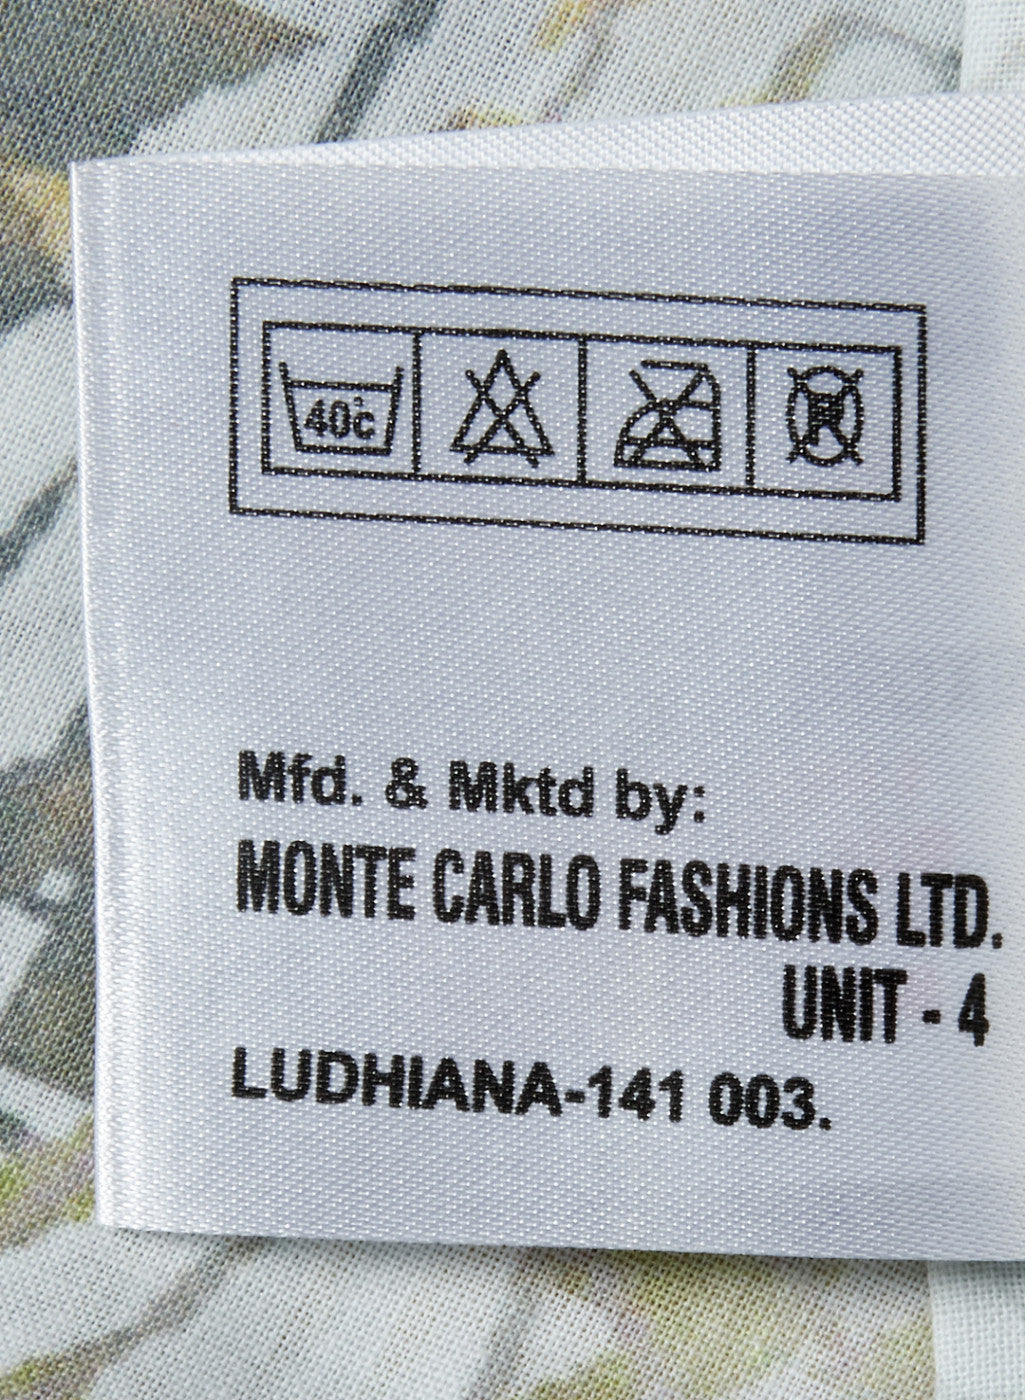 40°c
Mfd. & Mktd by:
MONTE CARLO FASHIONS LTD.
UNIT - 4
LUDHIANA-141 003.